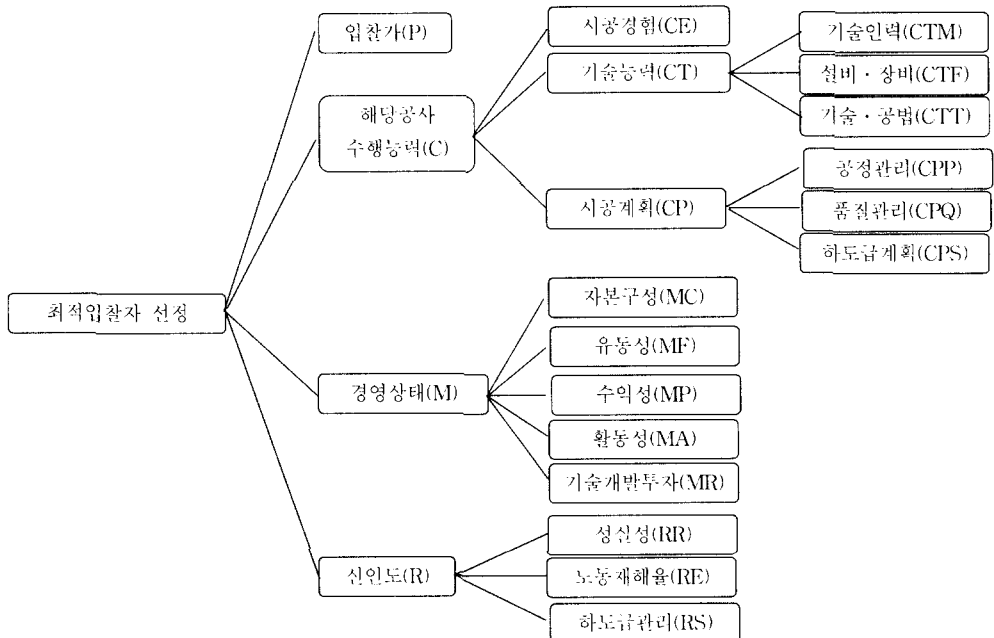 입찰가(P)
시공경험(CE)
기술인력(CTM)
기술능력(CT)
설비·장비(CTF)
해당공사
수행능력(C)
기술·공법(CTT)
공정관리(CPP)
시공계획(CP)
품질관리(CPQ)
하도급계획(CPS)
최적입찰자 선정
자본구성(MC)
유동성(MF)
경영상태(M)
수익성(MP)
활동성(MA)
기술개발투자(MR)
성실성(RR)
신인도(R)
노동재해율(RE)
하도급관리(RS)